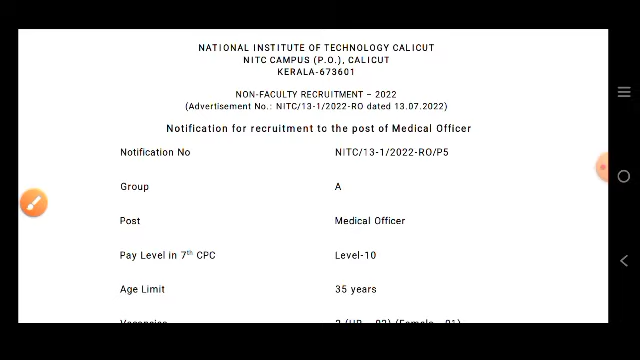 NATIONAL INSTITUTE OF TECHNOLOGY CALICUT
NITC CAMPUS (P.O.), CALICUT
KERALA-673601
NON-FACULTY RECRUITMENT – 2022
(Advertisement No.: NITC/13-1/2022-RO dated 13.07.2022)
Notification for recruitment to the post of Medical Officer
Notification No NITC/13-1/2022-RO/P5
Group A
Post Medical Officer
Pay Level in 7th CPC Level-10
Age Limit 35 years
Vacancies